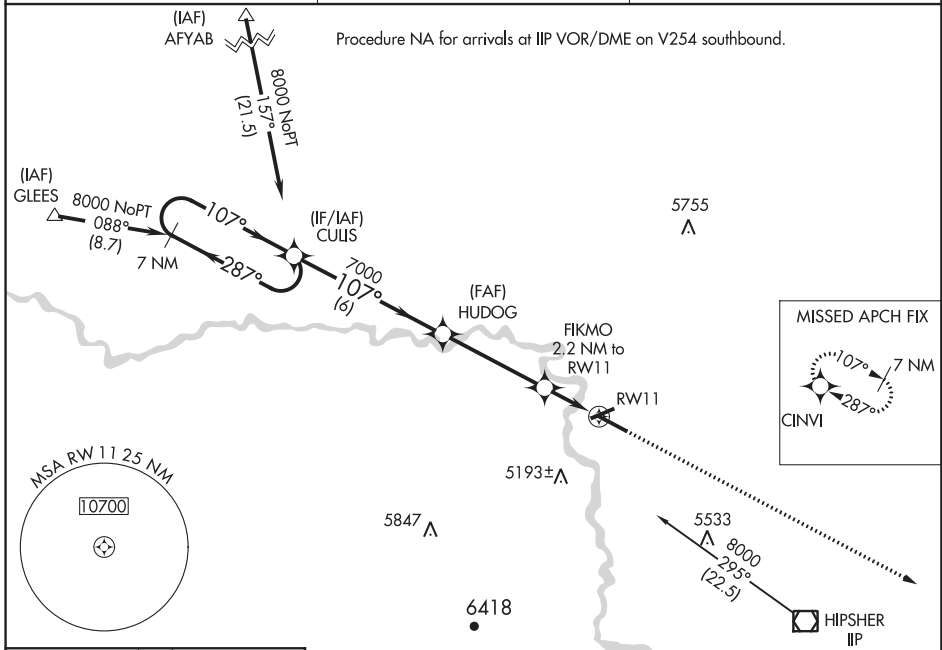 (IAF)
AFYAB
Procedure NA for arrivals at IIP VOR/DME on V254 southbound.
8000 NoPT
157°
(21.5)
(IAF)
GLEES
8000 NoPT
088°
(8.7)
7 NM
107°
287°
(IF/IAF)
CULIS
7000
107°
(6)
(FAF)
HUDOG
FIKMO
2.2 NM to
RW11
RW11
5755
MISSED APCH FIX
107°
7 NM
287°
CINVI
MSA RW 11 25 NM
10700
5193±
5847
6418
5533
8000
295°
(22.5)
HIPSHER
IIP